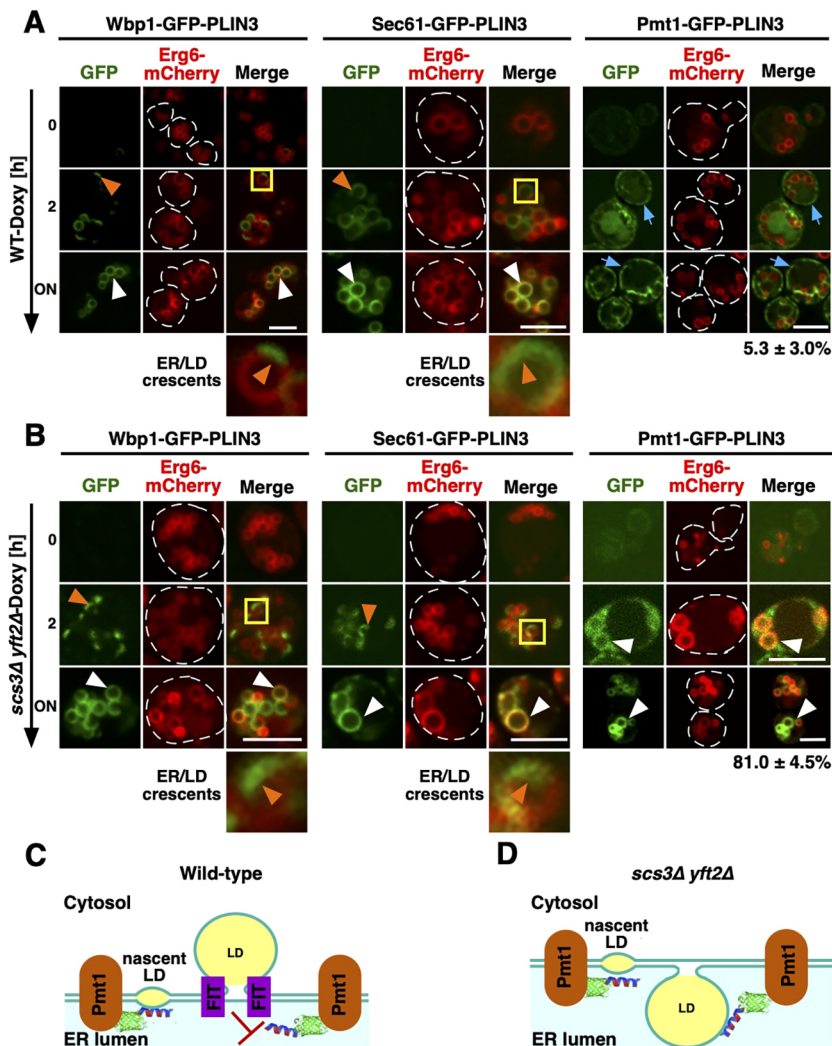 A
Wbp1-GFP-PLIN3
Sec61-GFP-PLIN3
Pmt1-GFP-PLIN3
GFP
Erg6-
mCherry
Merge
GFP
Erg6-
mCherry
Merge
GFP
Erg6-
mCherry
Merge
WT-Doxy [h]
0
2
ON
ER/LD
crescents
ER/LD
crescents
5.3 ± 3.0%
B
Wbp1-GFP-PLIN3
Sec61-GFP-PLIN3
Pmt1-GFP-PLIN3
GFP
Erg6-
mCherry
Merge
GFP
Erg6-
mCherry
Merge
GFP
Erg6-
mCherry
Merge
scs3Δ yft2Δ-Doxy [h]
0
2
ON
ER/LD
crescents
ER/LD
crescents
81.0 ± 4.5%
C
Wild-type
Cytosol
nascent
LD
LD
Pmt1
FIT
FIT
Pmt1
ER lumen
D
scs3Δ yft2Δ
Cytosol
nascent
LD
Pmt1
LD
Pmt1
ER lumen